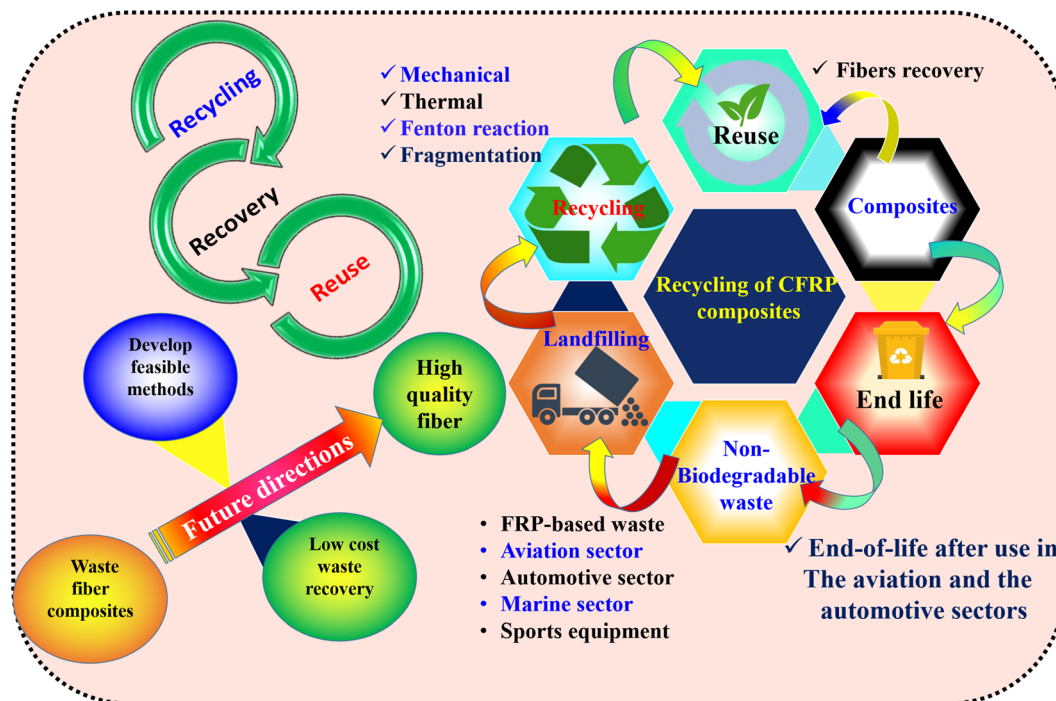 Recycling
Recovery
Reuse
✓ Mechanical
✓ Thermal
✓ Fenton reaction
✓ Fragmentation
Reuse
✓ Fibers recovery
Recycling
Composites
Recycling of CFRP
composites
Landfilling
End life
Non-
Biodegradable
waste
Develop
feasible
methods
High
quality
fiber
Future directions
Waste
fiber
composites
Low cost
waste
recovery
• FRP-based waste
• Aviation sector
• Automotive sector
• Marine sector
• Sports equipment
✓ End-of-life after use in
The aviation and the
automotive sectors